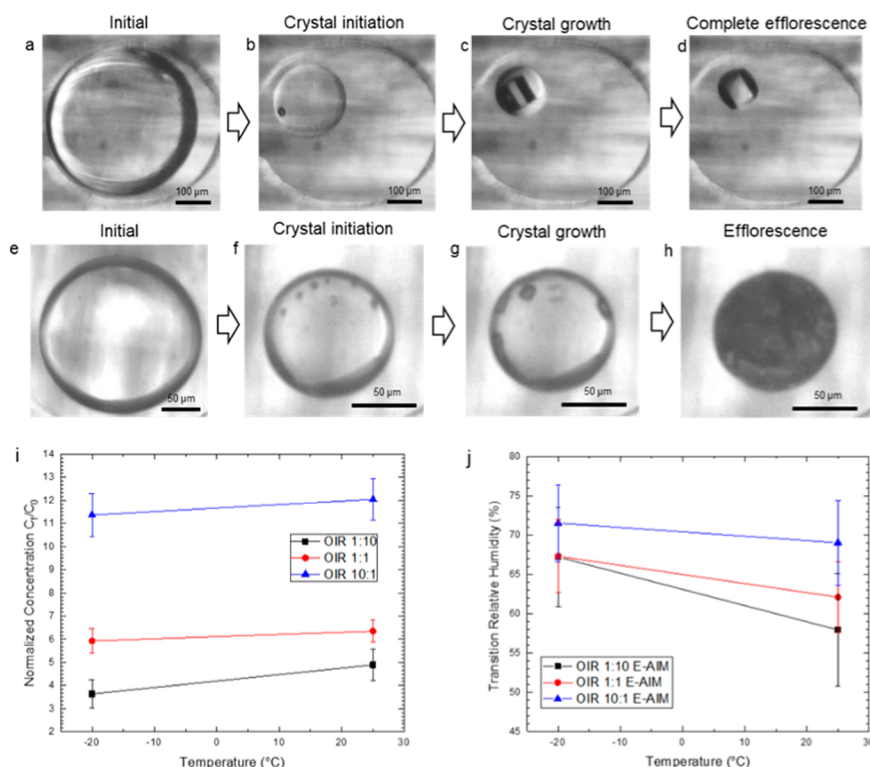 Initial
Crystal initiation
Crystal growth
Complete efflorescence
a
b
c
d
100 µm
100 µm
100 µm
100 µm
Initial
Crystal initiation
Crystal growth
Efflorescence
e
f
g
h
50 µm
50 µm
50 µm
50 µm
i
Normalized Concentration Cf/C0
14
13
12
11
10
9
8
7
6
5
4
3
2
OIR 1:10
OIR 1:1
OIR 10:1
-20
-10
0
10
20
30
Temperature (°C)
j
Transition Relative Humidity (%)
80
75
70
65
60
55
50
45
OIR 1:10 E-AIM
OIR 1:1 E-AIM
OIR 10:1 E-AIM
-20
-10
0
10
20
30
Temperature (°C)